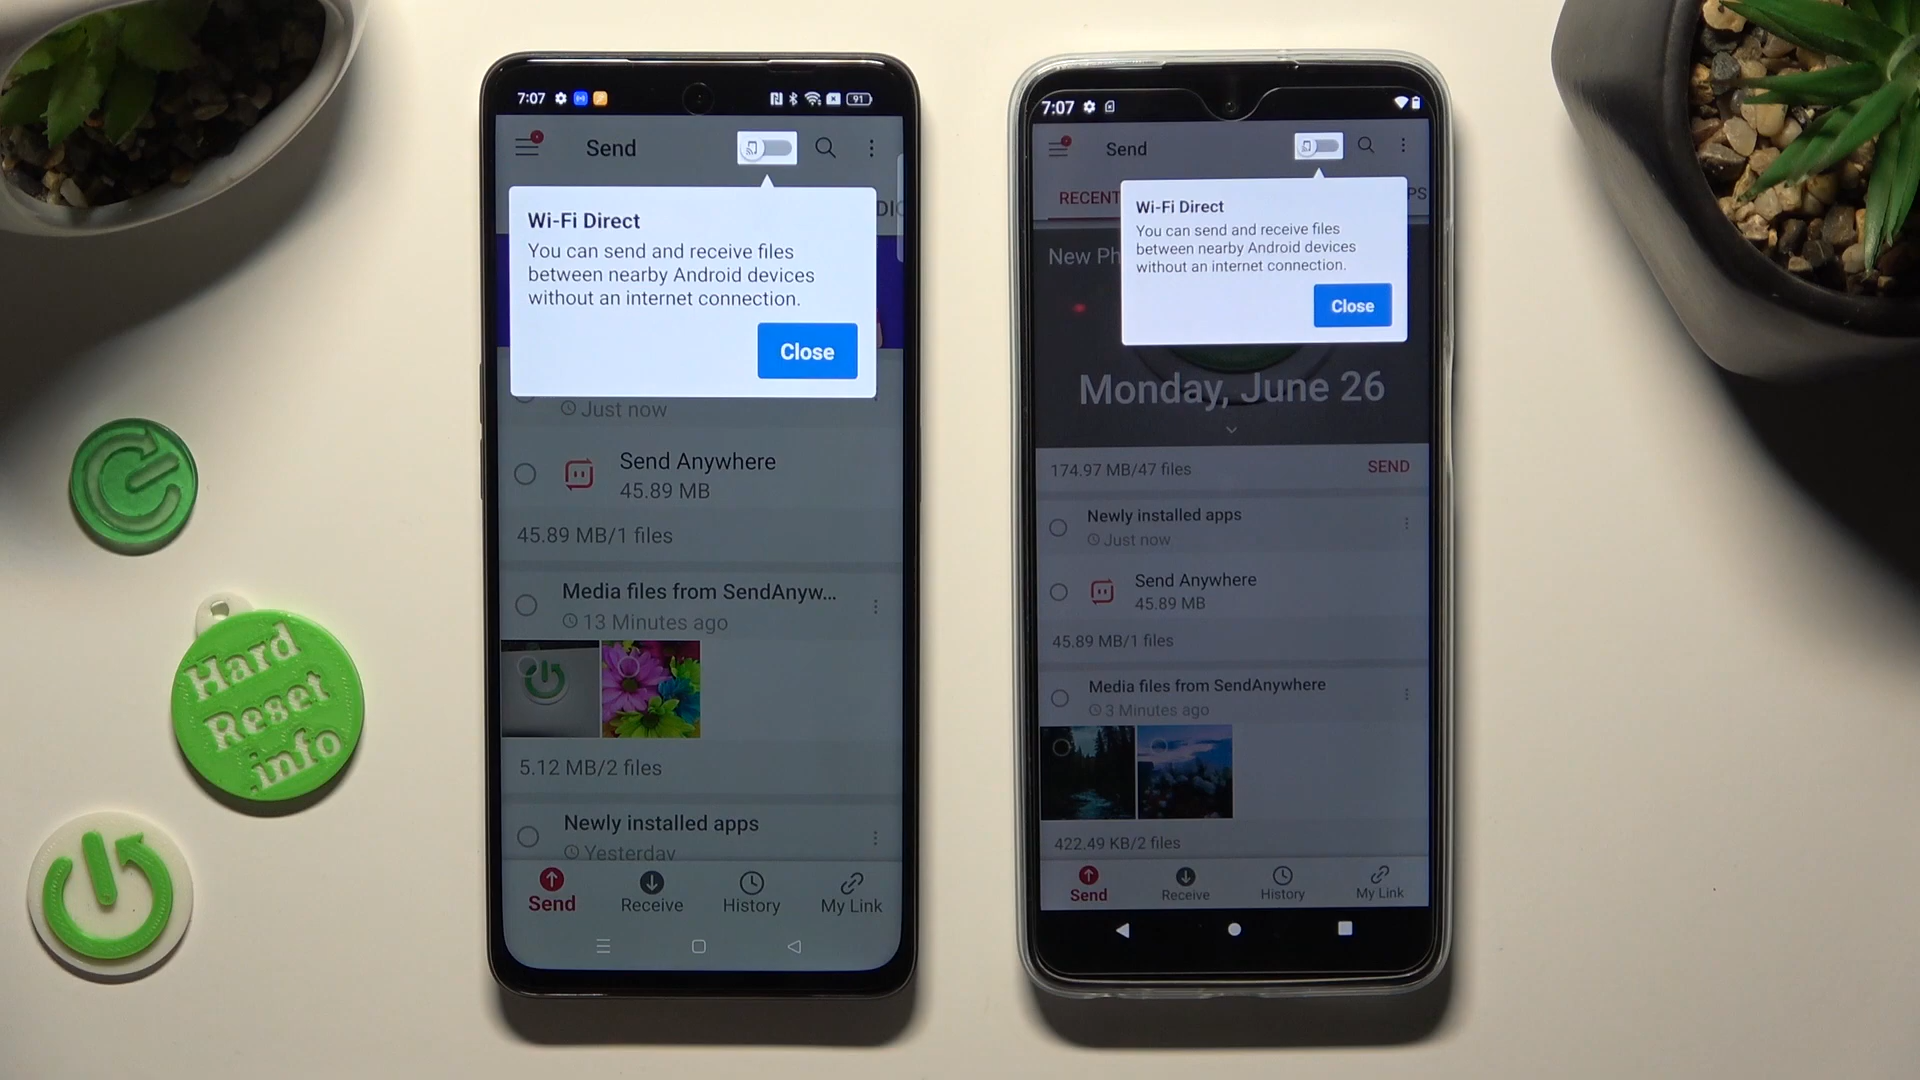 7:07
91
Send
DIO
Wi-Fi Direct
You can send and receive files
between nearby Android devices
without an internet connection.
Close
Just now
Send Anywhere
45.89 MB
45.89 MB/1 files
Media files from SendAnyw...
13 Minutes ago
5.12 MB/2 files
Newly installed apps
Yesterday
Send
Receive
History
My Link
7:07
Send
RECENT
PS
Wi-Fi Direct
You can send and receive files
between nearby Android devices
without an internet connection.
Close
New Ph
Monday, June 26
174.97 MB/47 files
SEND
Newly installed apps
Just now
Send Anywhere
45.89 MB
45.89 MB/1 files
Media files from SendAnywhere
3 Minutes ago
422.49 KB/2 files
Send
Receive
History
My Link
Hard
Reset
.info